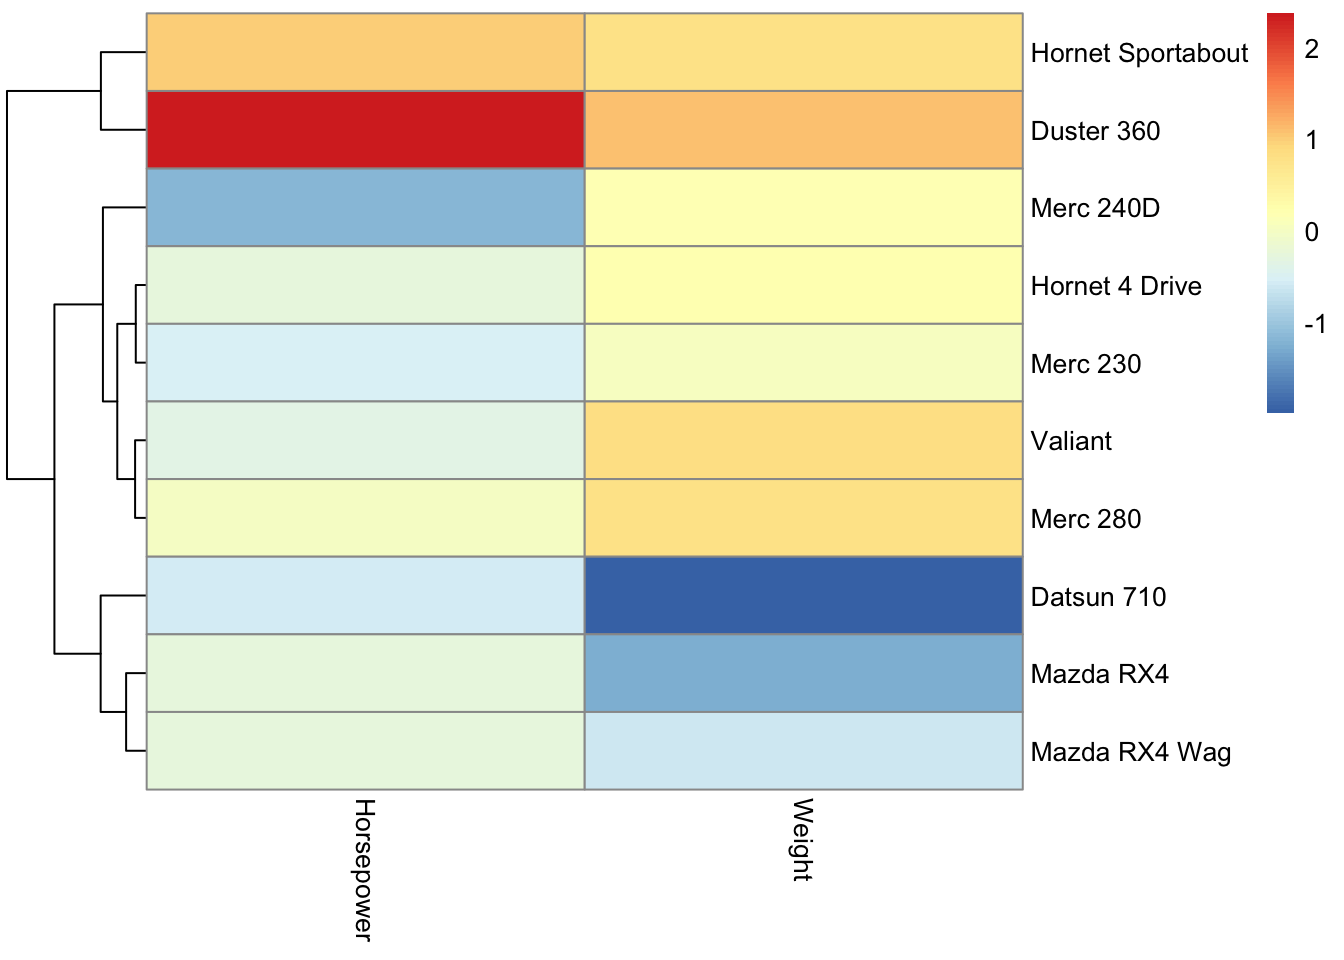 Hornet Sportabout
Duster 360
Merc 240D
Hornet 4 Drive
Merc 230
Valiant
Merc 280
Datsun 710
Mazda RX4
Mazda RX4 Wag
2
1
0
-1
Horsepower
Weight